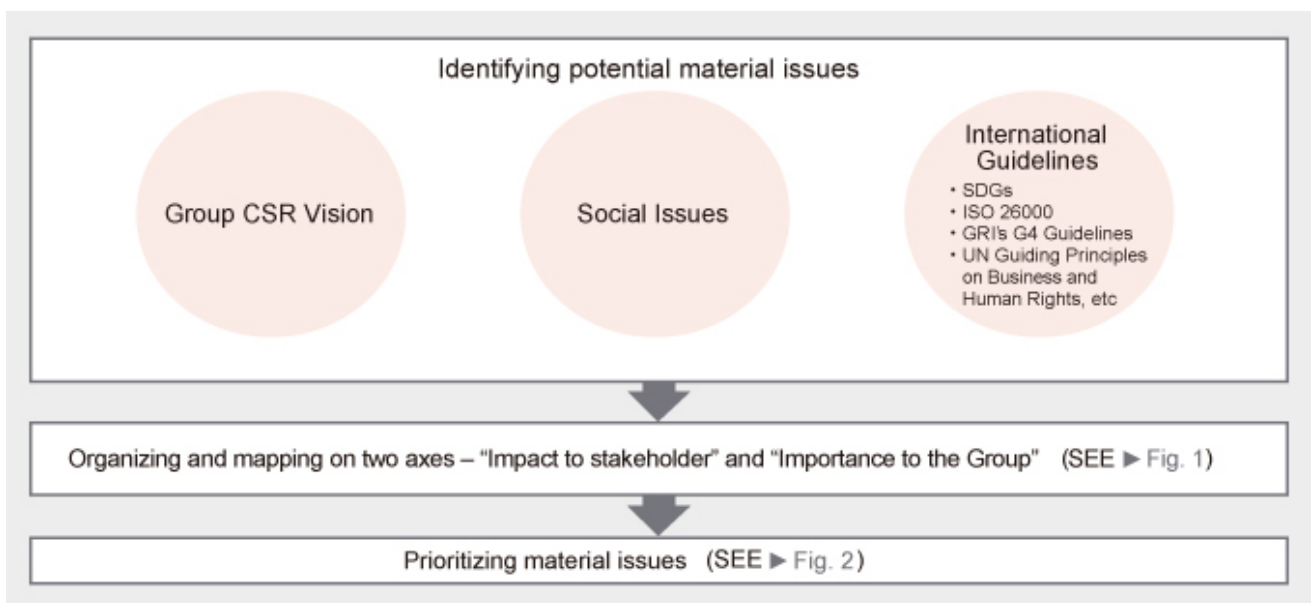 Identifying potential material issues
Group CSR Vision
Social Issues
International
Guidelines
・SDGs
・ISO 26000
・GRI's G4 Guidelines
・UN Guiding Principles
on Business and
Human Rights, etc
Organizing and mapping on two axes – “Impact to stakeholder” and “Importance to the Group” (SEE ▶ Fig. 1)
Prioritizing material issues (SEE ▶ Fig. 2)